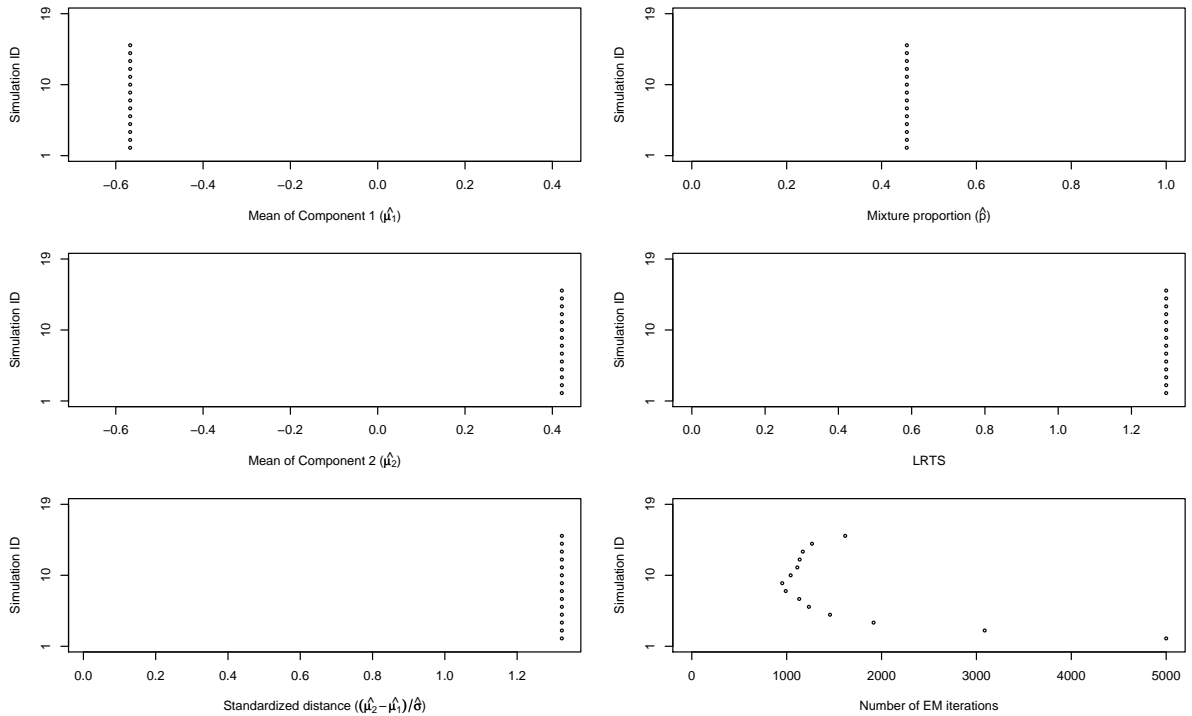 19
10
1
Simulation ID
−0.6 −0.4 −0.2 0.0 0.2 0.4
Mean of Component 1 (μ̂₁)
19
10
1
Simulation ID
0.0 0.2 0.4 0.6 0.8 1.0
Mixture proportion (p̂)
19
10
1
Simulation ID
−0.6 −0.4 −0.2 0.0 0.2 0.4
Mean of Component 2 (μ̂₂)
19
10
1
Simulation ID
0.0 0.2 0.4 0.6 0.8 1.0 1.2
LRTS
19
10
1
Simulation ID
0.0 0.2 0.4 0.6 0.8 1.0 1.2
Standardized distance ((μ̂₂−μ̂₁)/σ̂)
19
10
1
Simulation ID
0 1000 2000 3000 4000 5000
Number of EM iterations